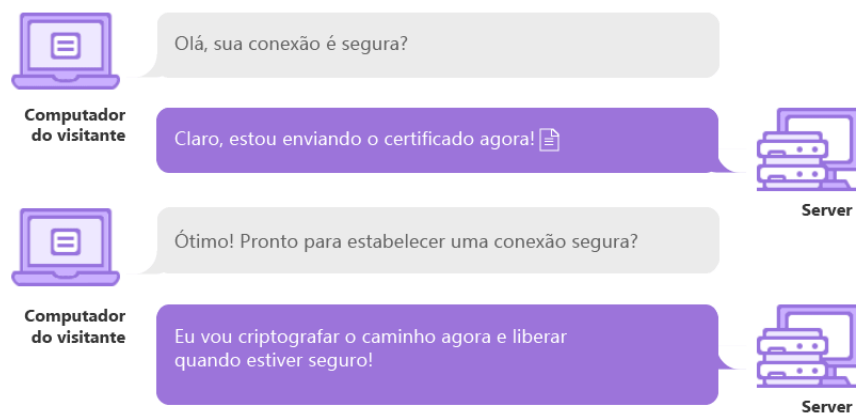 Olá, sua conexão é segura?
Computador
do visitante
Claro, estou enviando o certificado agora!
Server
Ótimo! Pronto para estabelecer uma conexão segura?
Computador
do visitante
Eu vou criptografar o caminho agora e liberar
quando estiver seguro!
Server